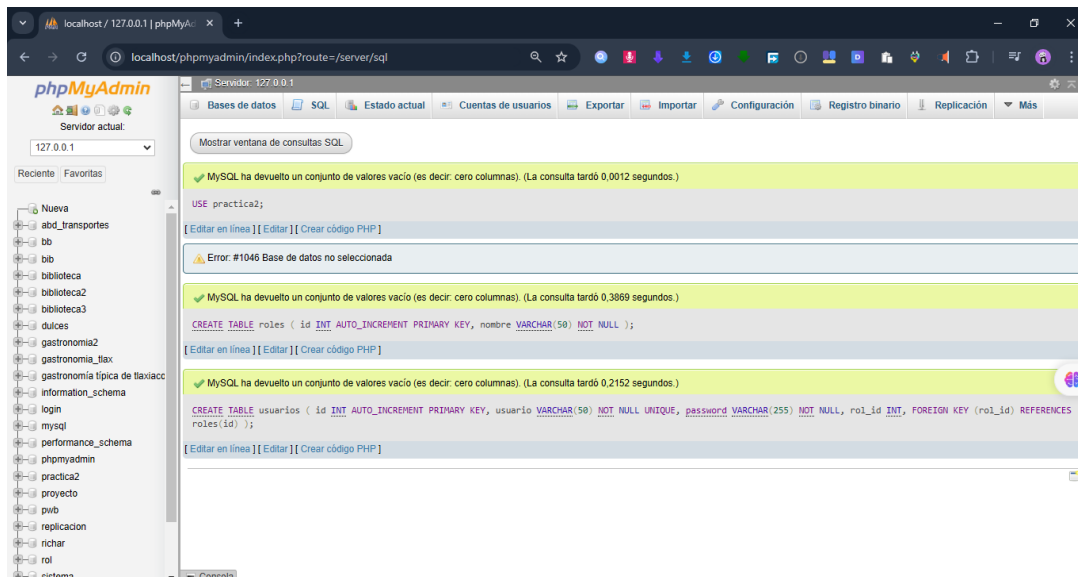 localhost / 127.0.0.1 | phpMyAd
localhost/phpmyadmin/index.php?route=/server/sql
phpMyAdmin
Servidor actual:
127.0.0.1
Reciente Favoritas
Nueva
abd_transportes
bb
bib
biblioteca
biblioteca2
biblioteca3
dulces
gastronomia2
gastronomia_tlax
gastronomía típica de tlaxiacc
information_schema
login
mysql
performance_schema
phpmyadmin
practica2
proyecto
pwb
replicacion
richar
rol
sistema
Servidor: 127.0.0.1
Bases de datos SQL Estado actual Cuentas de usuarios Exportar Importar Configuración Registro binario Replicación Más
Mostrar ventana de consultas SQL
MySQL ha devuelto un conjunto de valores vacío (es decir: cero columnas). (La consulta tardó 0,0012 segundos.)
USE practica2;
[ Editar en línea ] [ Editar ] [ Crear código PHP ]
Error: #1046 Base de datos no seleccionada
MySQL ha devuelto un conjunto de valores vacío (es decir: cero columnas). (La consulta tardó 0,3869 segundos.)
CREATE TABLE roles ( id INT AUTO_INCREMENT PRIMARY KEY, nombre VARCHAR(50) NOT NULL );
[ Editar en línea ] [ Editar ] [ Crear código PHP ]
MySQL ha devuelto un conjunto de valores vacío (es decir: cero columnas). (La consulta tardó 0,2152 segundos.)
CREATE TABLE usuarios ( id INT AUTO_INCREMENT PRIMARY KEY, usuario VARCHAR(50) NOT NULL UNIQUE, password VARCHAR(255) NOT NULL, rol_id INT, FOREIGN KEY (rol_id) REFERENCES
roles(id) );
[ Editar en línea ] [ Editar ] [ Crear código PHP ]
Consola